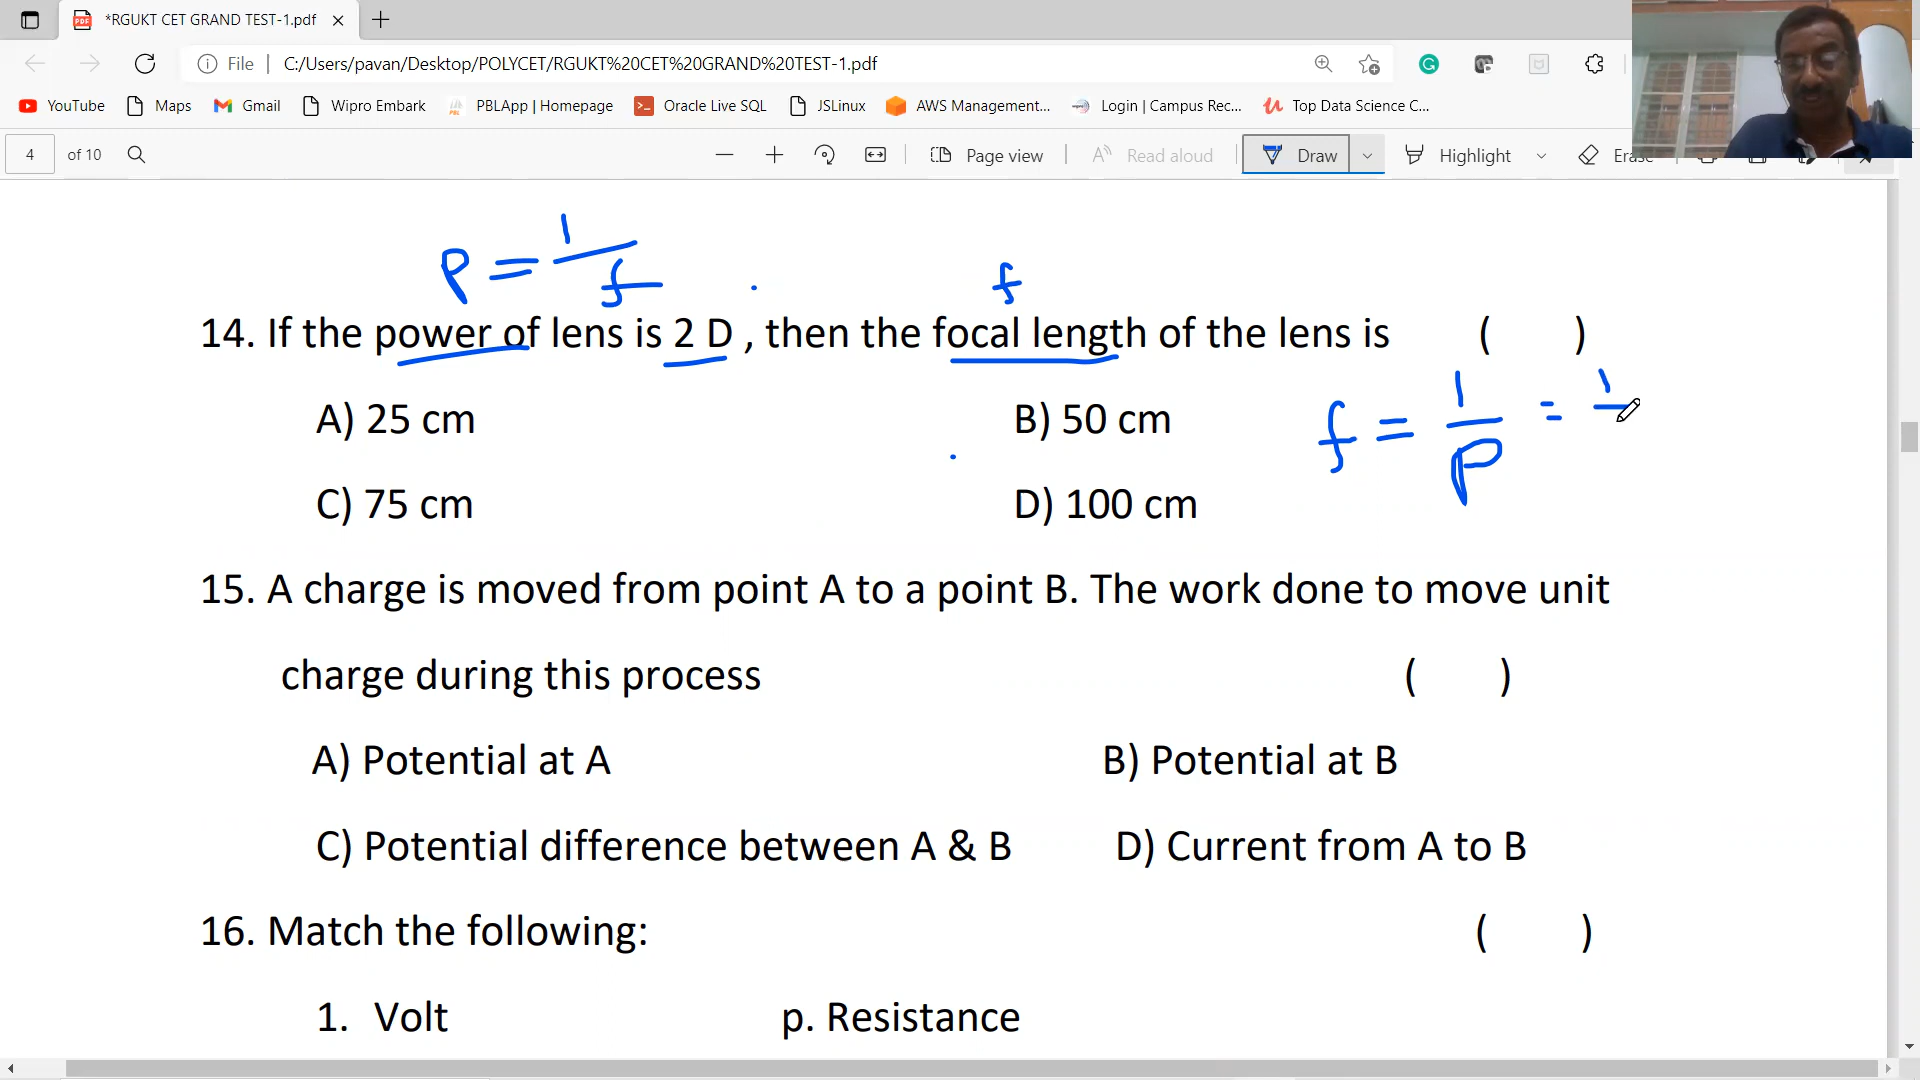 *RGUKT CET GRAND TEST-1.pdf
File | C:/Users/pavan/Desktop/POLYCET/RGUKT%20CET%20GRAND%20TEST-1.pdf
YouTube Maps Gmail Wipro Embark PBLApp | Homepage Oracle Live SQL JSLinux AWS Management... Login | Campus Rec... Top Data Science C...
4 of 10 Page view Read aloud Draw Highlight Erase
P = 1/f
f
14. If the power of lens is 2 D , then the focal length of the lens is ( )
A) 25 cm B) 50 cm
f = 1/P = 1
C) 75 cm D) 100 cm
15. A charge is moved from point A to a point B. The work done to move unit
charge during this process ( )
A) Potential at A B) Potential at B
C) Potential difference between A & B D) Current from A to B
16. Match the following: ( )
1. Volt p. Resistance